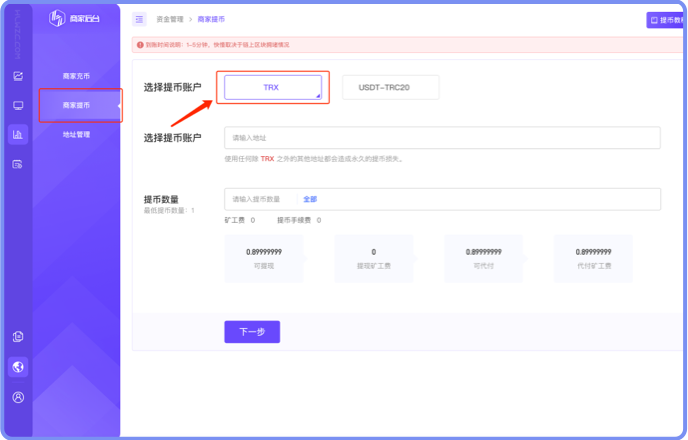 商家后台
资金管理 > 商家提币
提币教
到账时间说明：1-5分钟，快慢取决于链上区块拥堵情况
商家充币
商家提币
地址管理
选择提币账户
TRX
USDT-TRC20
选择提币账户
请输入地址
使用任何除 TRX 之外的其他地址都会造成永久的提币损失。
提币数量
最低提币数量：1
请输入提币数量
全部
矿工费 0 提币手续费 0
0.89999999
可提现
0
提现矿工费
0.89999999
可代付
0.89999999
代付矿工费
下一步